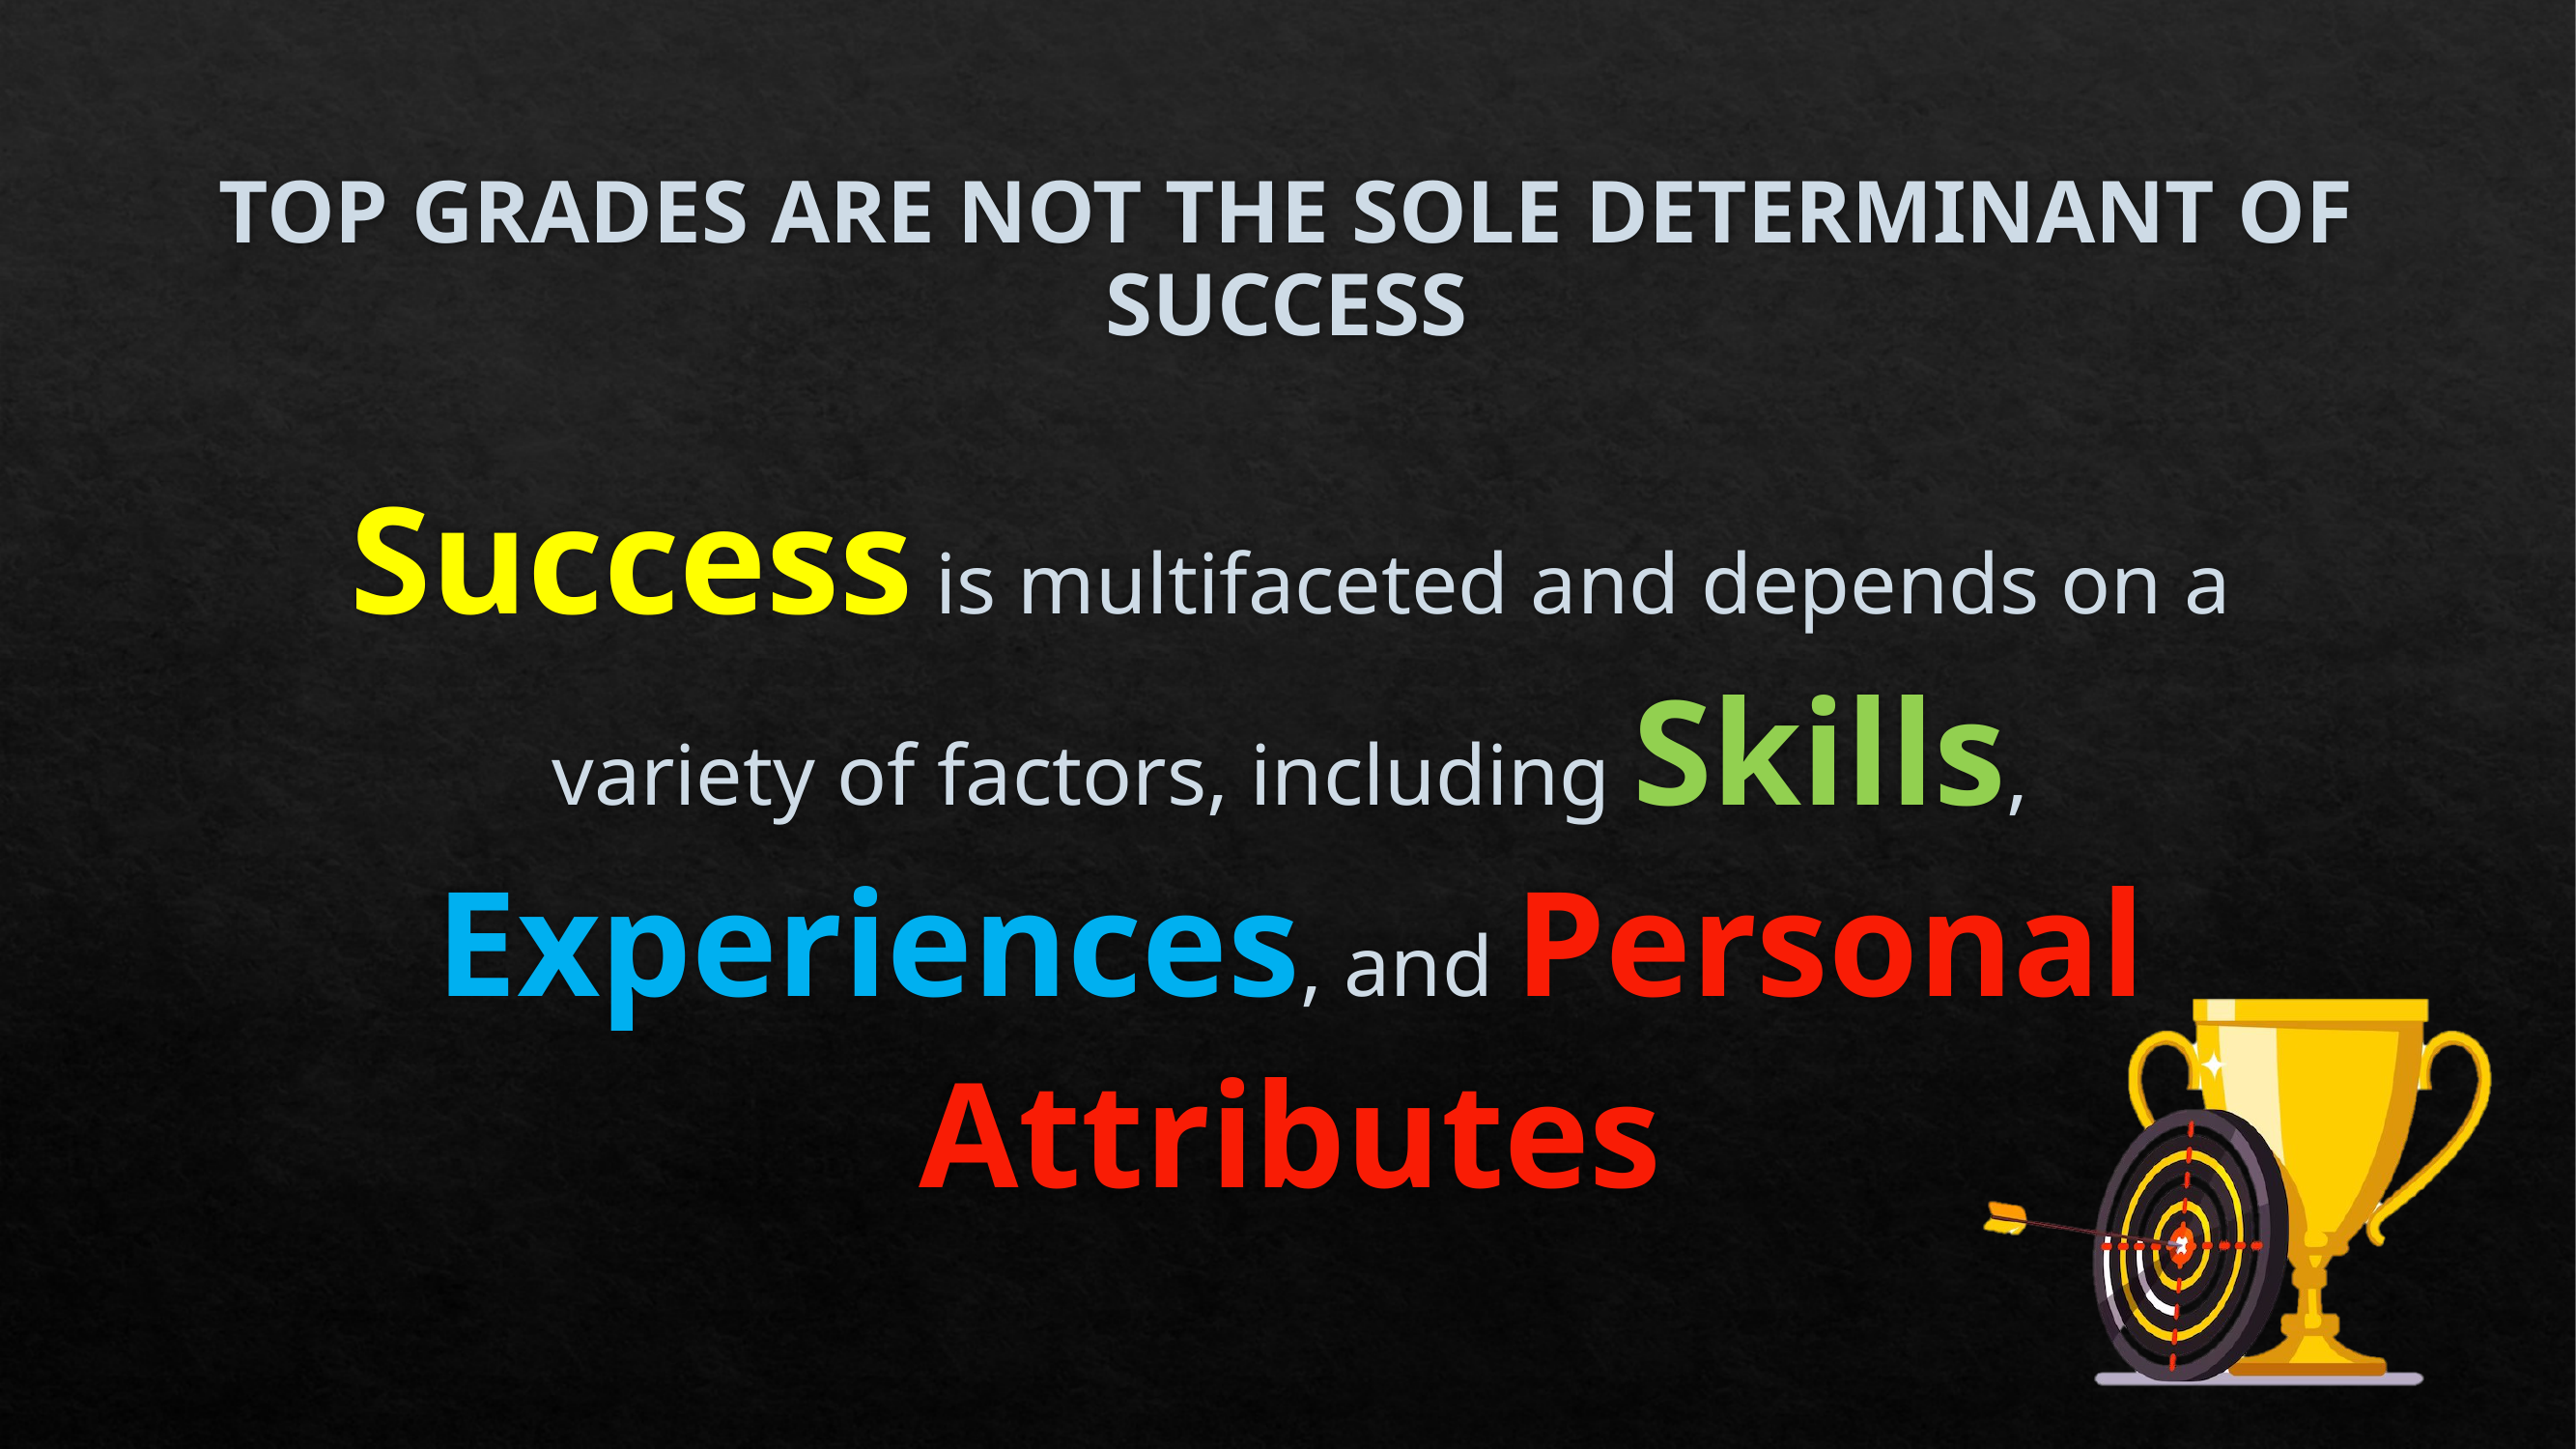 TOP GRADES ARE NOT THE SOLE DETERMINANT OF
SUCCESS
Success is multifaceted and depends on a
variety of factors, including Skills,
Experiences, and Personal
Attributes